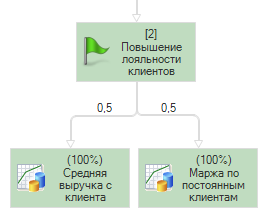 [2]
Повышение
лояльности
клиентов
0,5
0,5
(100%)
Средняя
выручка с
клиента
(100%)
Маржа по
постоянным
клиентам